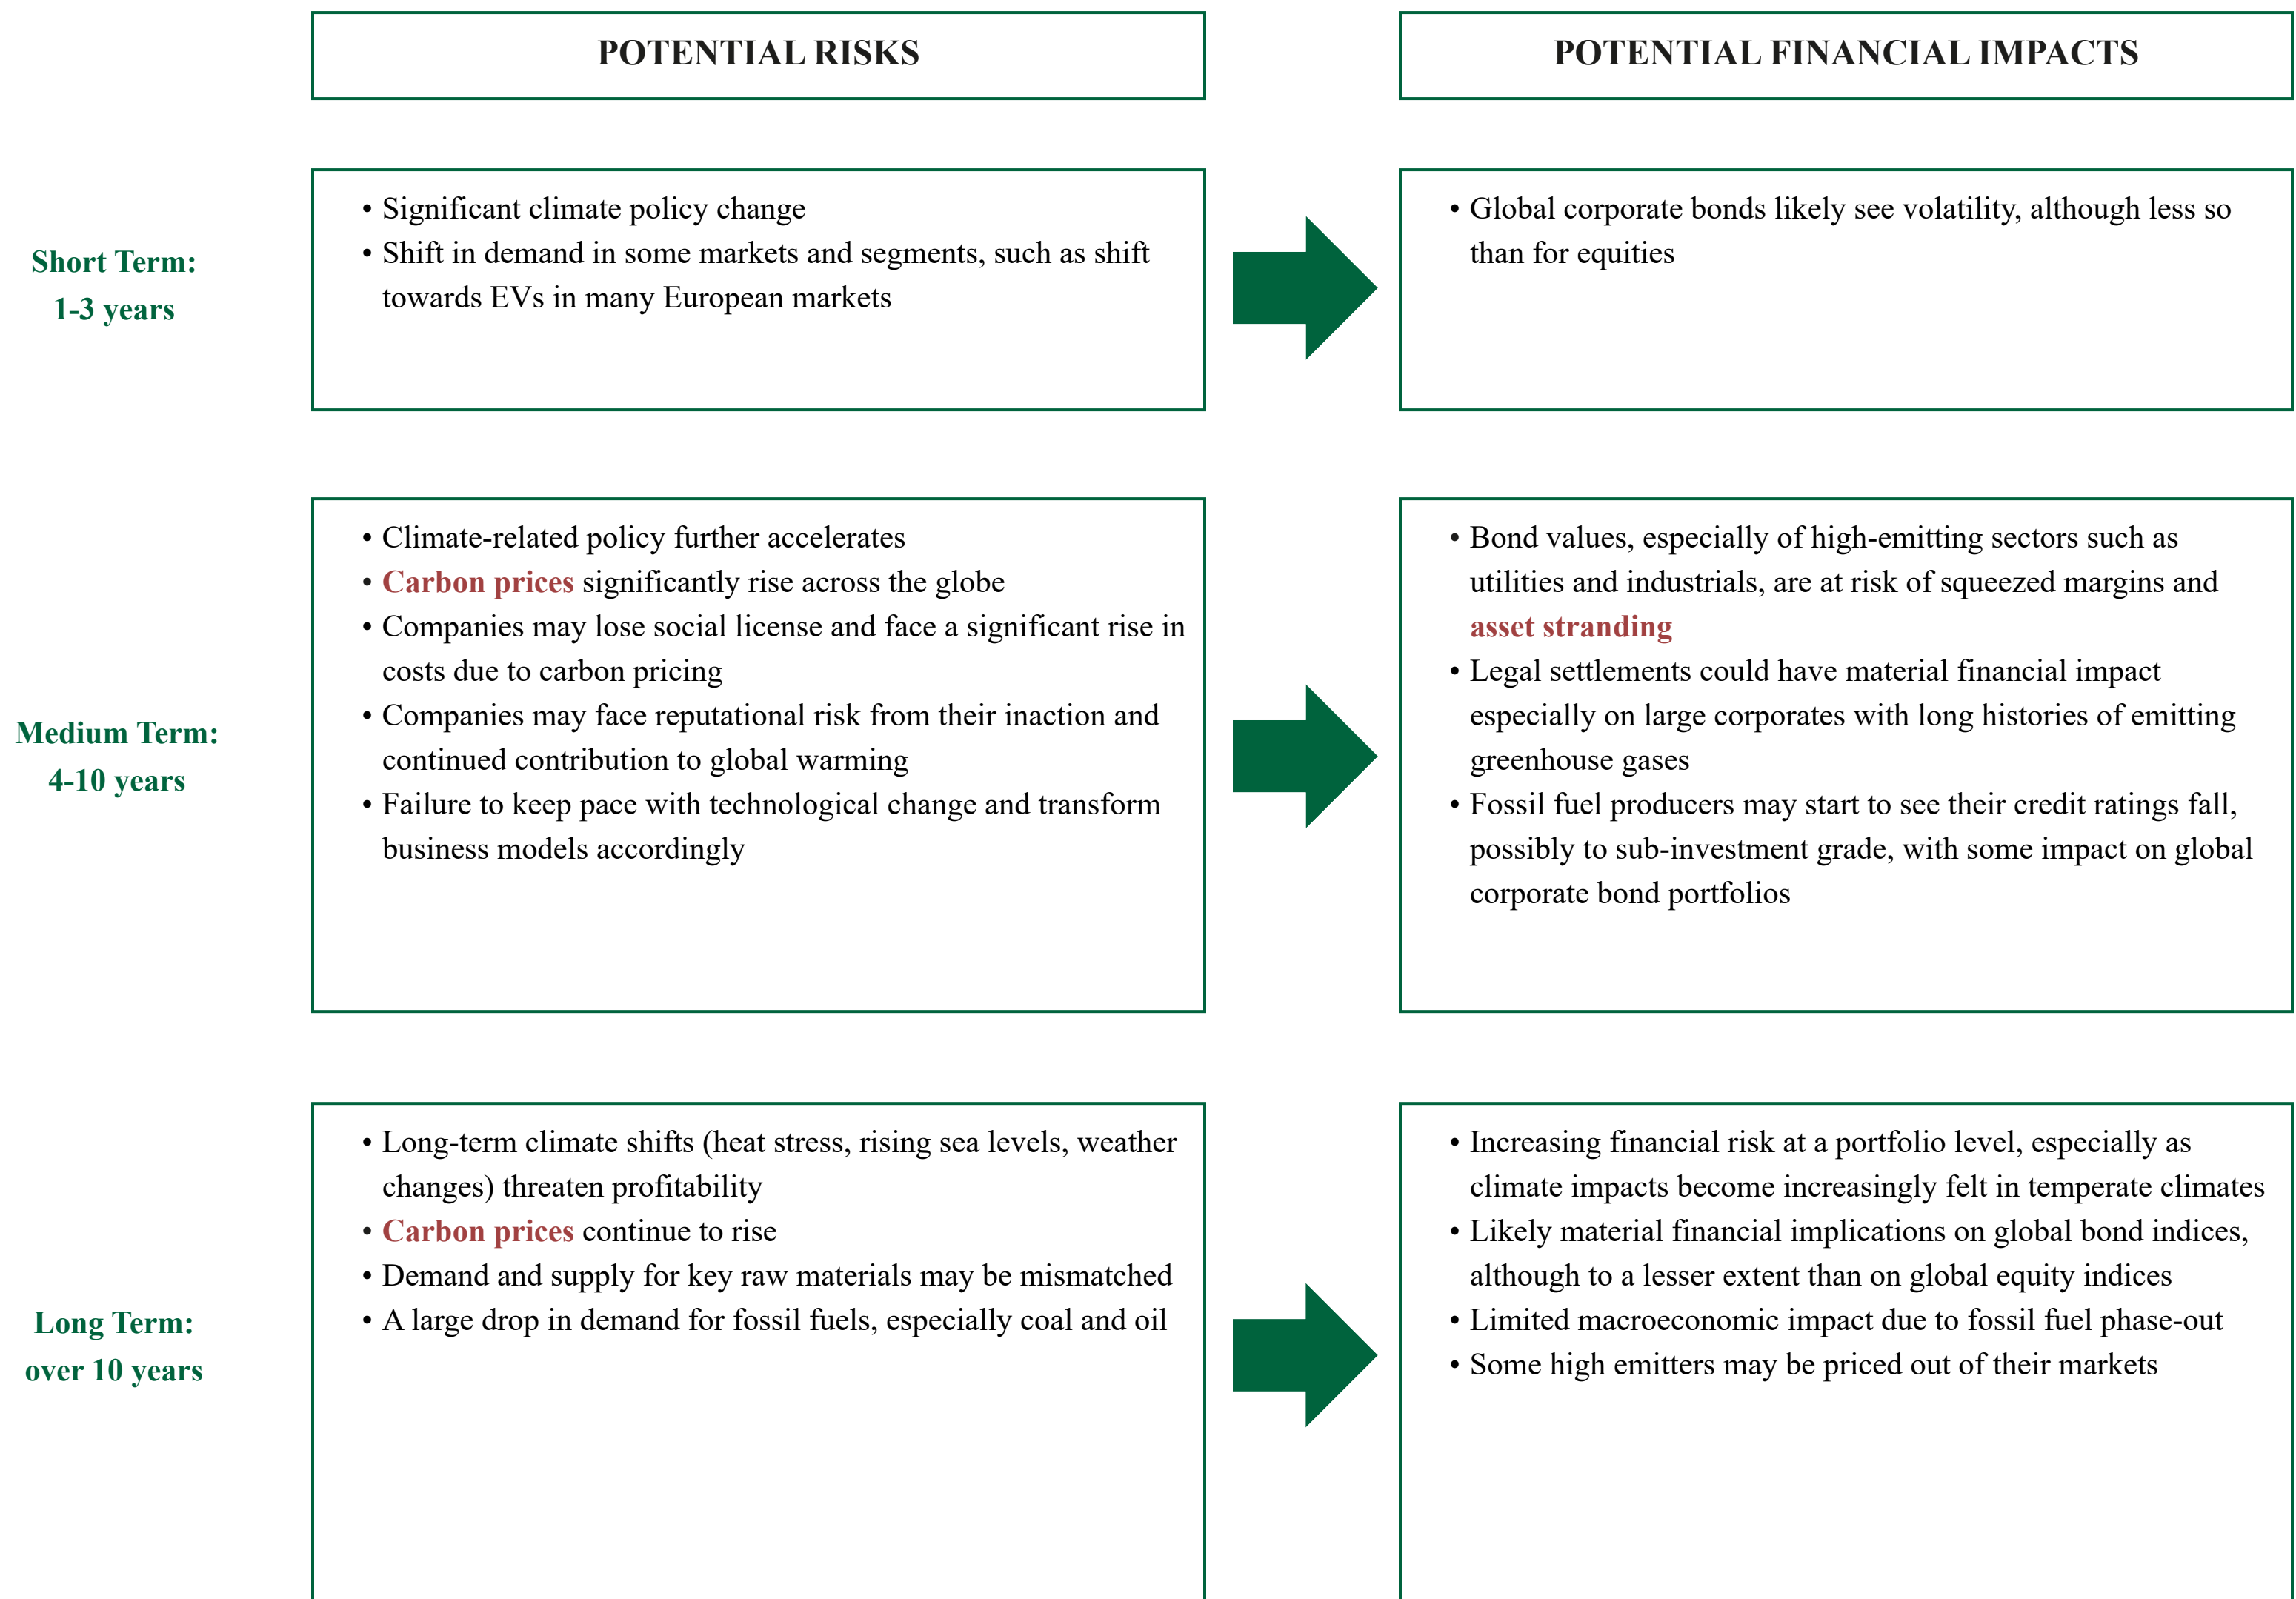 POTENTIAL RISKS
POTENTIAL FINANCIAL IMPACTS
Short Term:
1-3 years
• Significant climate policy change
• Shift in demand in some markets and segments, such as shift
towards EVs in many European markets
• Global corporate bonds likely see volatility, although less so
than for equities
Medium Term:
4-10 years
• Climate-related policy further accelerates
• Carbon prices significantly rise across the globe
• Companies may lose social license and face a significant rise in
costs due to carbon pricing
• Companies may face reputational risk from their inaction and
continued contribution to global warming
• Failure to keep pace with technological change and transform
business models accordingly
• Bond values, especially of high-emitting sectors such as
utilities and industrials, are at risk of squeezed margins and
asset stranding
• Legal settlements could have material financial impact
especially on large corporates with long histories of emitting
greenhouse gases
• Fossil fuel producers may start to see their credit ratings fall,
possibly to sub-investment grade, with some impact on global
corporate bond portfolios
Long Term:
over 10 years
• Long-term climate shifts (heat stress, rising sea levels, weather
changes) threaten profitability
• Carbon prices continue to rise
• Demand and supply for key raw materials may be mismatched
• A large drop in demand for fossil fuels, especially coal and oil
• Increasing financial risk at a portfolio level, especially as
climate impacts become increasingly felt in temperate climates
• Likely material financial implications on global bond indices,
although to a lesser extent than on global equity indices
• Limited macroeconomic impact due to fossil fuel phase-out
• Some high emitters may be priced out of their markets